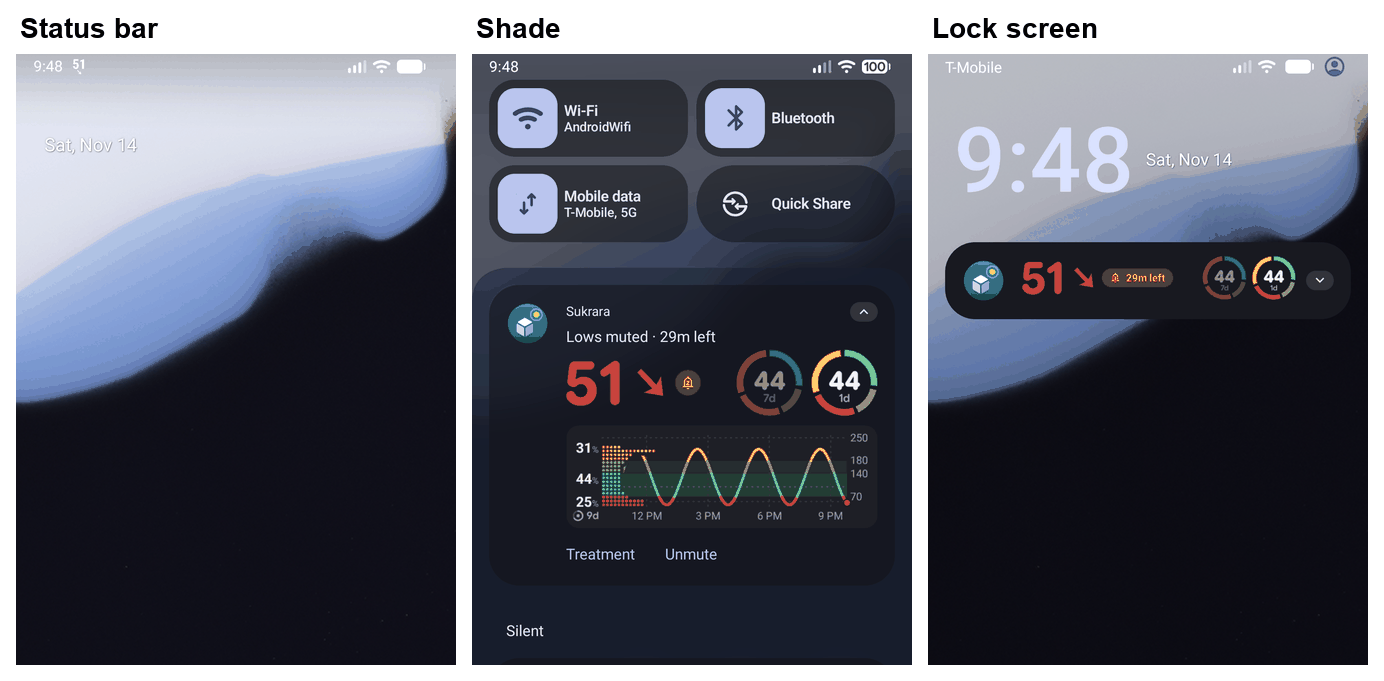 Status bar
9:48 51
Sat, Nov 14
Shade
9:48 100
Wi-Fi
AndroidWifi
Bluetooth
Mobile data
T-Mobile, 5G
Quick Share
Sukrara
Lows muted · 29m left
51
44
7d
44
1d
31%
44%
25%
9d
250
180
140
70
12 PM 3 PM 6 PM 9 PM
Treatment Unmute
Silent
Lock screen
T-Mobile
9:48 Sat, Nov 14
51 29m left
44
7d
44
1d